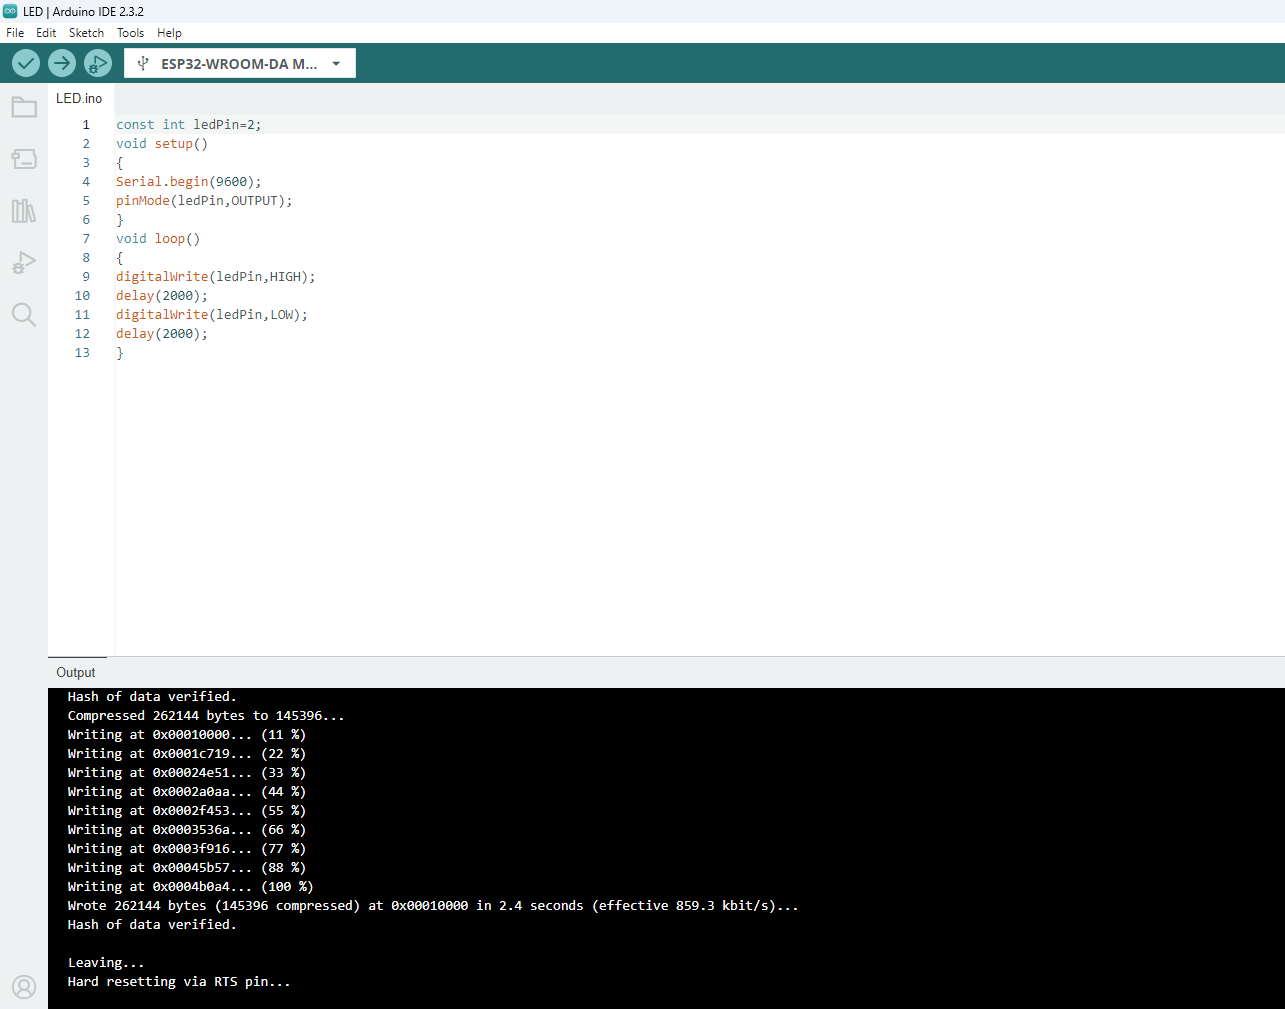 LED | Arduino IDE 2.3.2
File Edit Sketch Tools Help
ESP32-WROOM-DA M...
LED.ino
1 const int ledPin=2;
2 void setup()
3 {
4 Serial.begin(9600);
5 pinMode(ledPin,OUTPUT);
6 }
7 void loop()
8 {
9 digitalWrite(ledPin,HIGH);
10 delay(2000);
11 digitalWrite(ledPin,LOW);
12 delay(2000);
13 }
Output
Hash of data verified.
Compressed 262144 bytes to 145396...
Writing at 0x00010000... (11 %)
Writing at 0x0001c719... (22 %)
Writing at 0x00024e51... (33 %)
Writing at 0x0002a0aa... (44 %)
Writing at 0x0002f453... (55 %)
Writing at 0x0003536a... (66 %)
Writing at 0x0003f916... (77 %)
Writing at 0x00045b57... (88 %)
Writing at 0x0004b0a4... (100 %)
Wrote 262144 bytes (145396 compressed) at 0x00010000 in 2.4 seconds (effective 859.3 kbit/s)...
Hash of data verified.
Leaving...
Hard resetting via RTS pin...